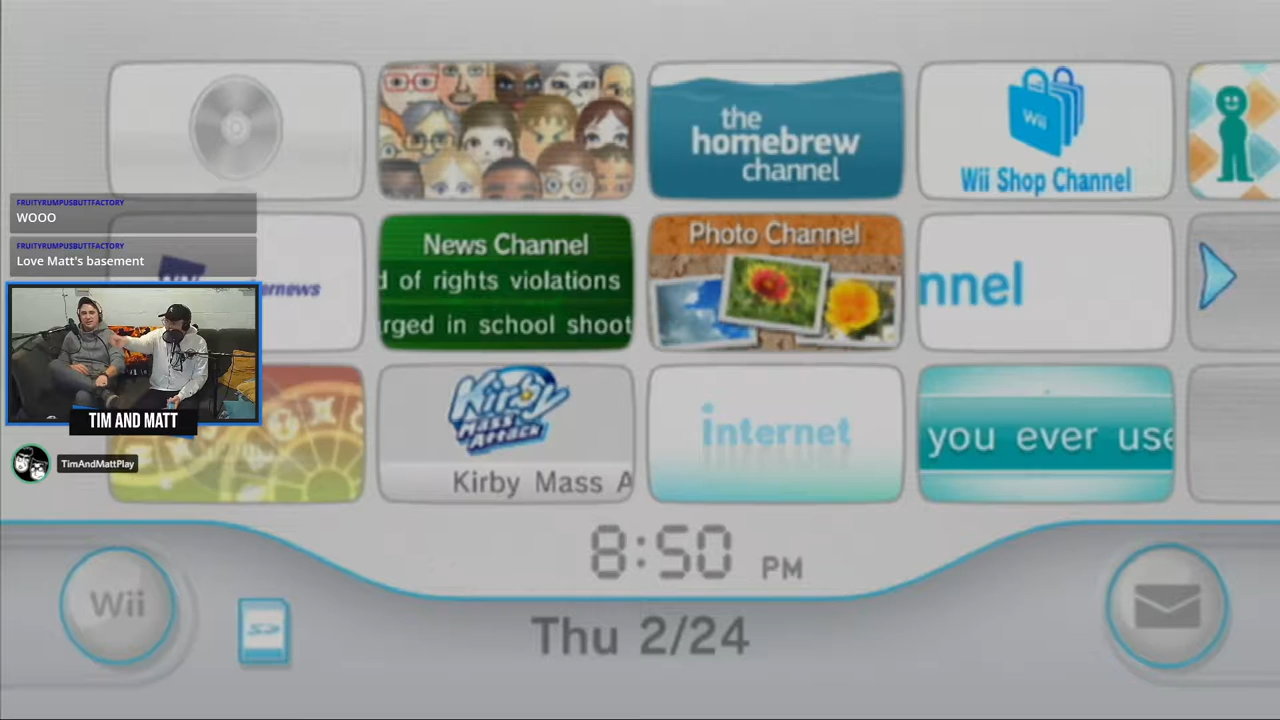 the
homebrew
channel
Wii
Wii Shop Channel
FRUITYRUMPUSBUTTFACTORY
WOOO
FRUITYRUMPUSBUTTFACTORY
Love Matt's basement
News Channel
d of rights violations
rged in school shoot
Photo Channel
nnel
ernews
TIM AND MATT
TimAndMattPlay
Kirby
Mass
Attack
Kirby Mass A
internet
you ever use
8:50 PM
Wii
SD
Thu 2/24